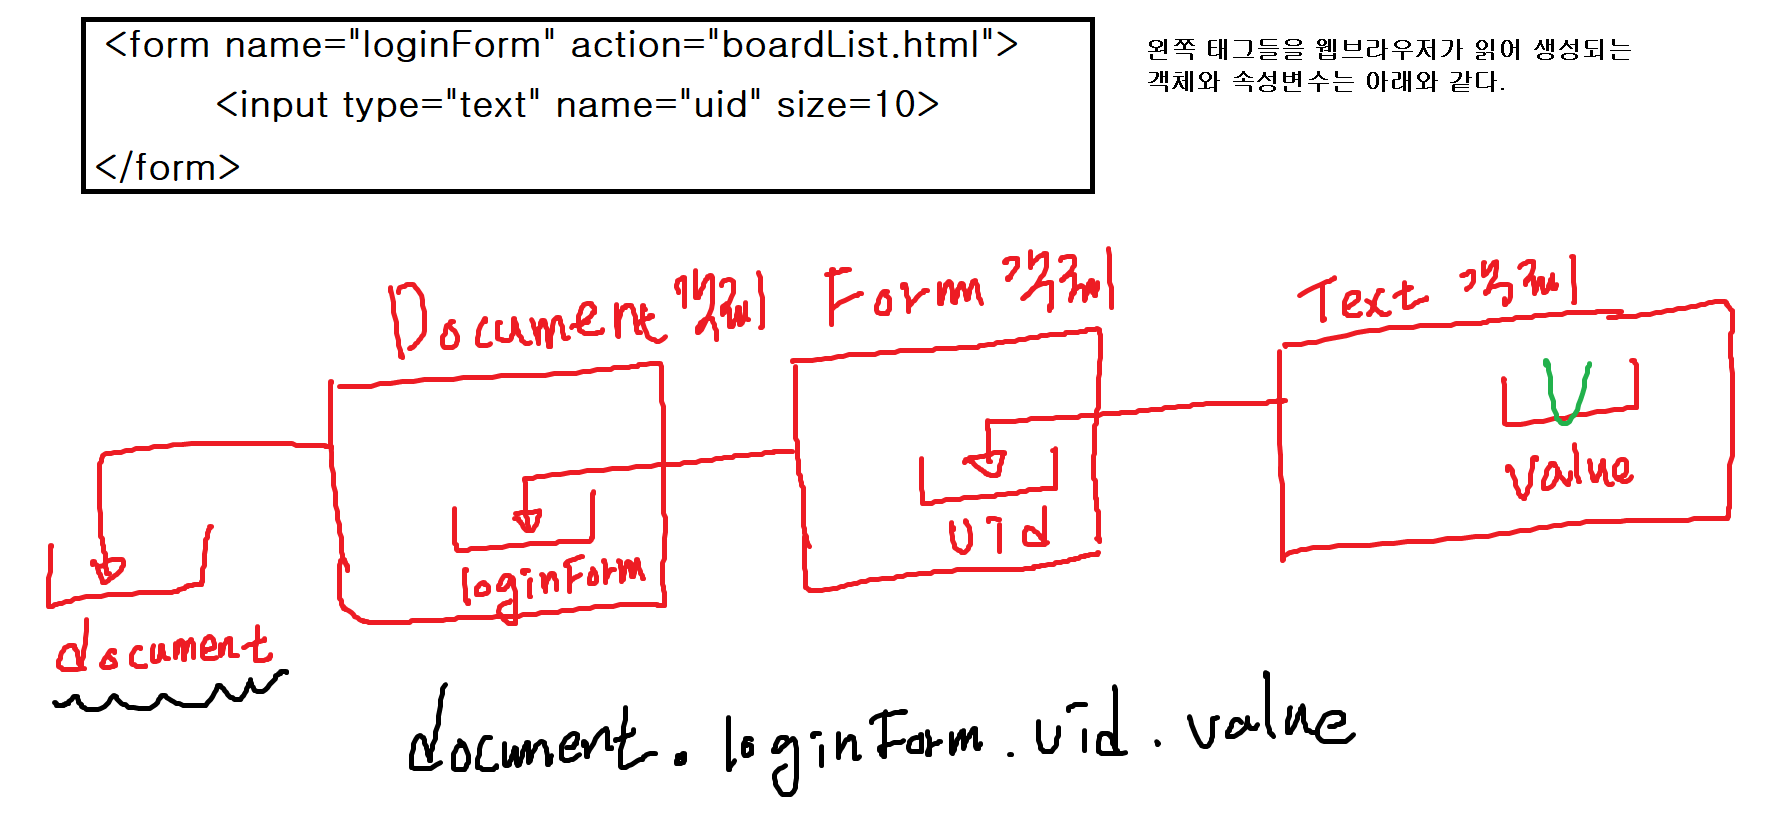 <form name="loginForm" action="boardList.html">
<input type="text" name="uid" size=10>
</form>
왼쪽 태그들을 웹브라우저가 읽어 생성되는
객체와 속성변수는 아래와 같다.
Document 객체
Form 객체
Text 객체
value
uid
loginForm
document
document.loginForm.uid.value